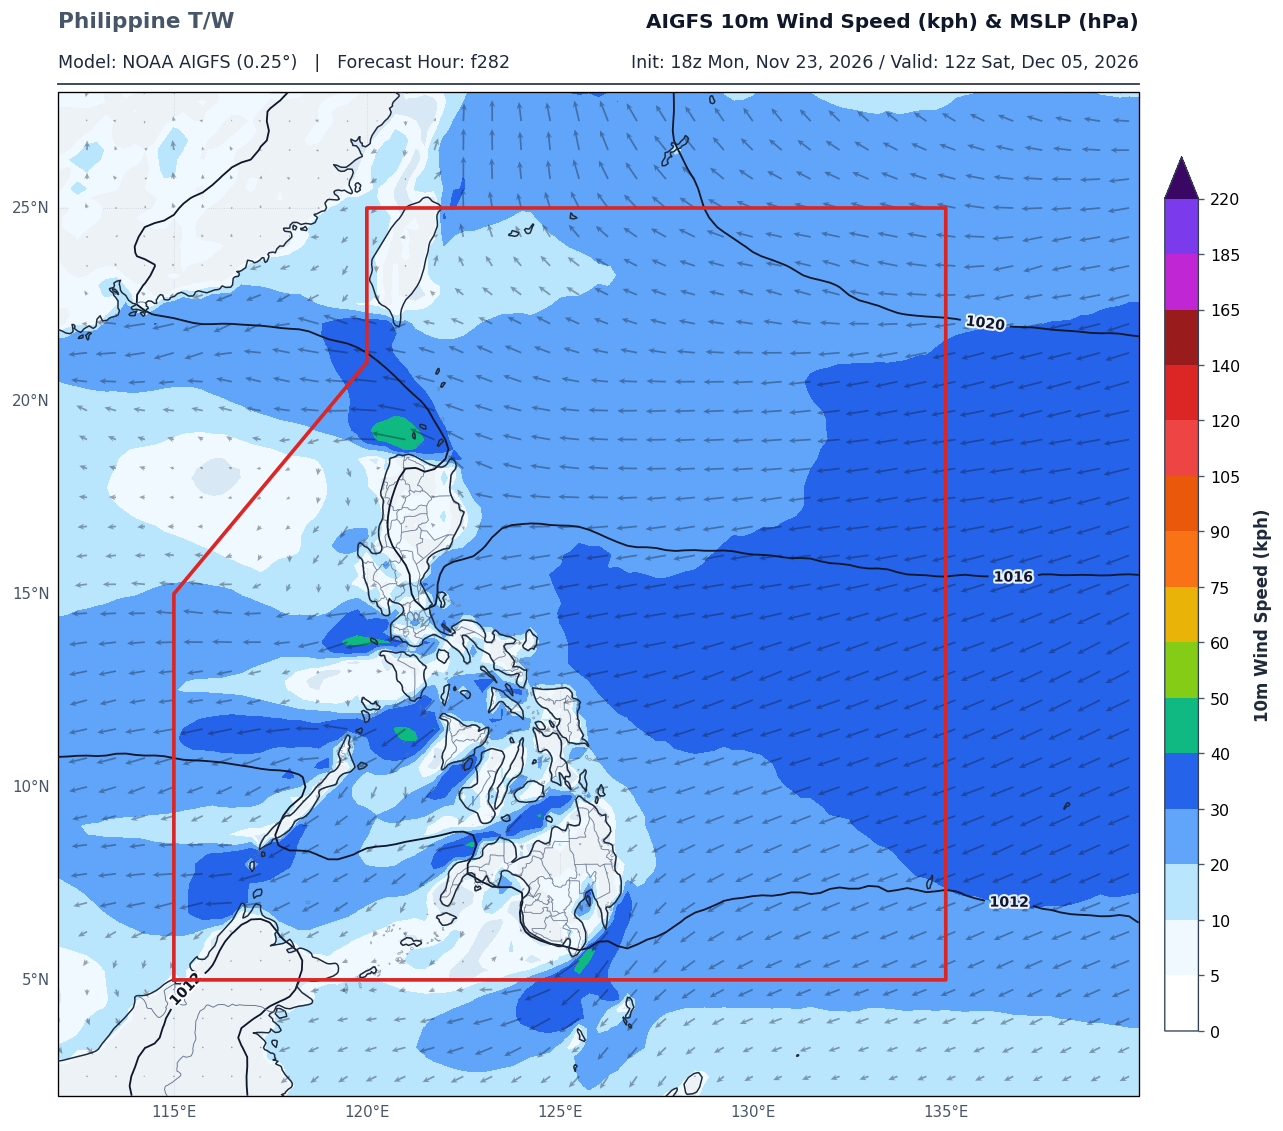 Philippine T/W
AIGFS 10m Wind Speed (kph) & MSLP (hPa)
Model: NOAA AIGFS (0.25°)   |   Forecast Hour: f282
Init: 18z Mon, Nov 23, 2026 / Valid: 12z Sat, Dec 05, 2026
25°N
20°N
15°N
10°N
5°N
115°E
120°E
125°E
130°E
135°E
1020
1016
1012
1012
220
185
165
140
120
105
90
75
60
50
40
30
20
10
5
0
10m Wind Speed (kph)